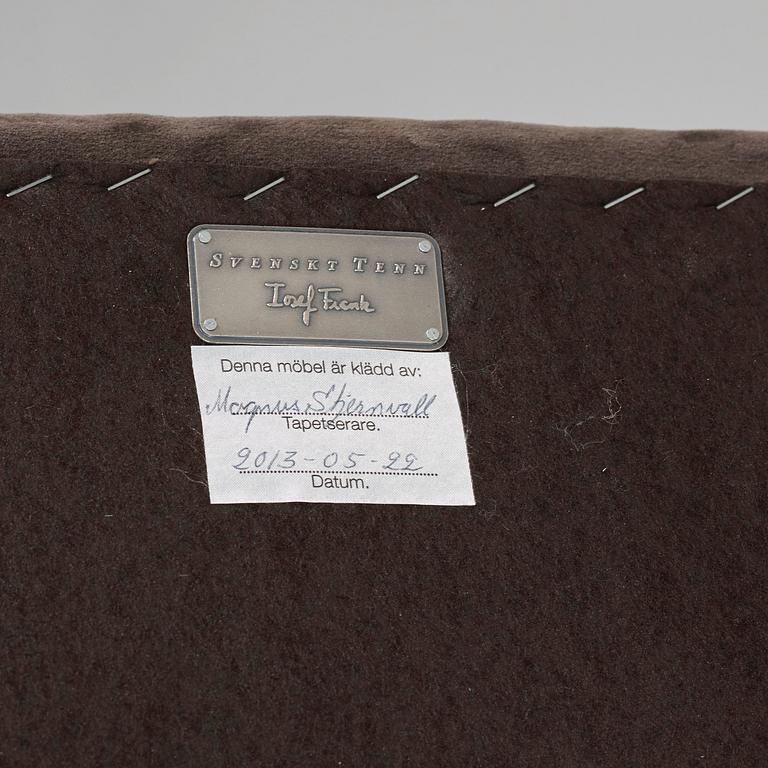 SVENSKT TENN
Josef Frank
Denna möbel är klädd av:
Magnus Stjernvall
Tapetserare.
2013-05-22
Datum.